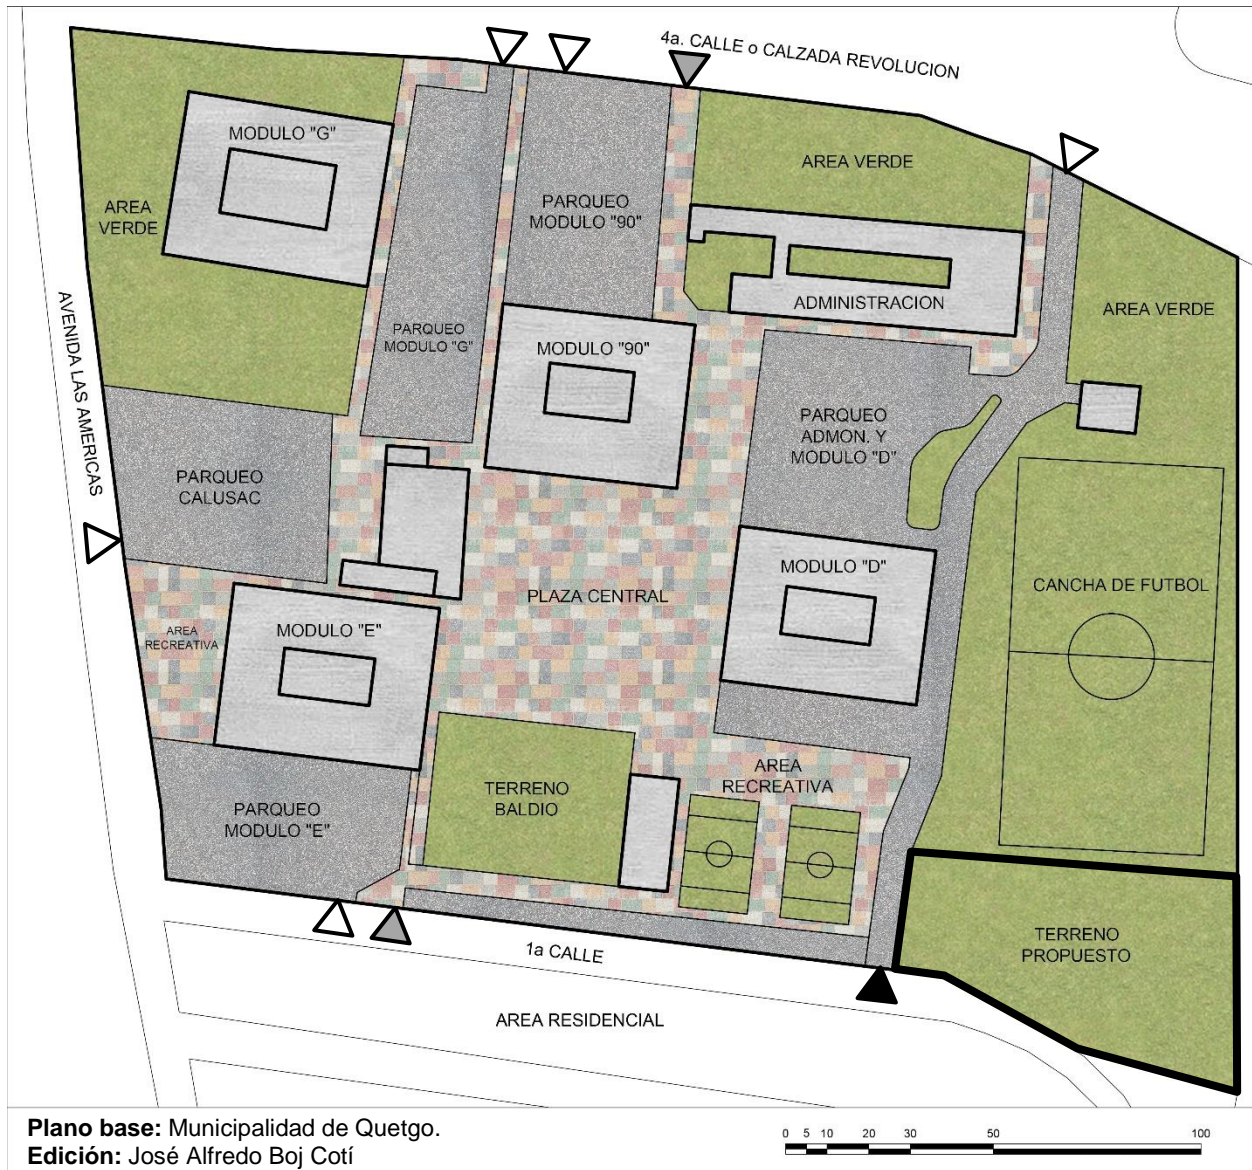 4a. CALLE o CALZADA REVOLUCION
MODULO "G"
AREA VERDE
AREA
VERDE
PARQUEO
MODULO "90"
ADMINISTRACION
AREA VERDE
PARQUEO
MODULO "G"
MODULO "90"
AVENIDA LAS AMERICAS
PARQUEO
ADMON. Y
MODULO "D"
PARQUEO
CALUSAC
MODULO "D"
CANCHA DE FUTBOL
PLAZA CENTRAL
AREA
RECREATIVA
MODULO "E"
AREA
RECREATIVA
TERRENO
BALDIO
PARQUEO
MODULO "E"
TERRENO
PROPUESTO
1a CALLE
AREA RESIDENCIAL
Plano base: Municipalidad de Quetgo.
Edición: José Alfredo Boj Cotí
0 5 10 20 30 50 100